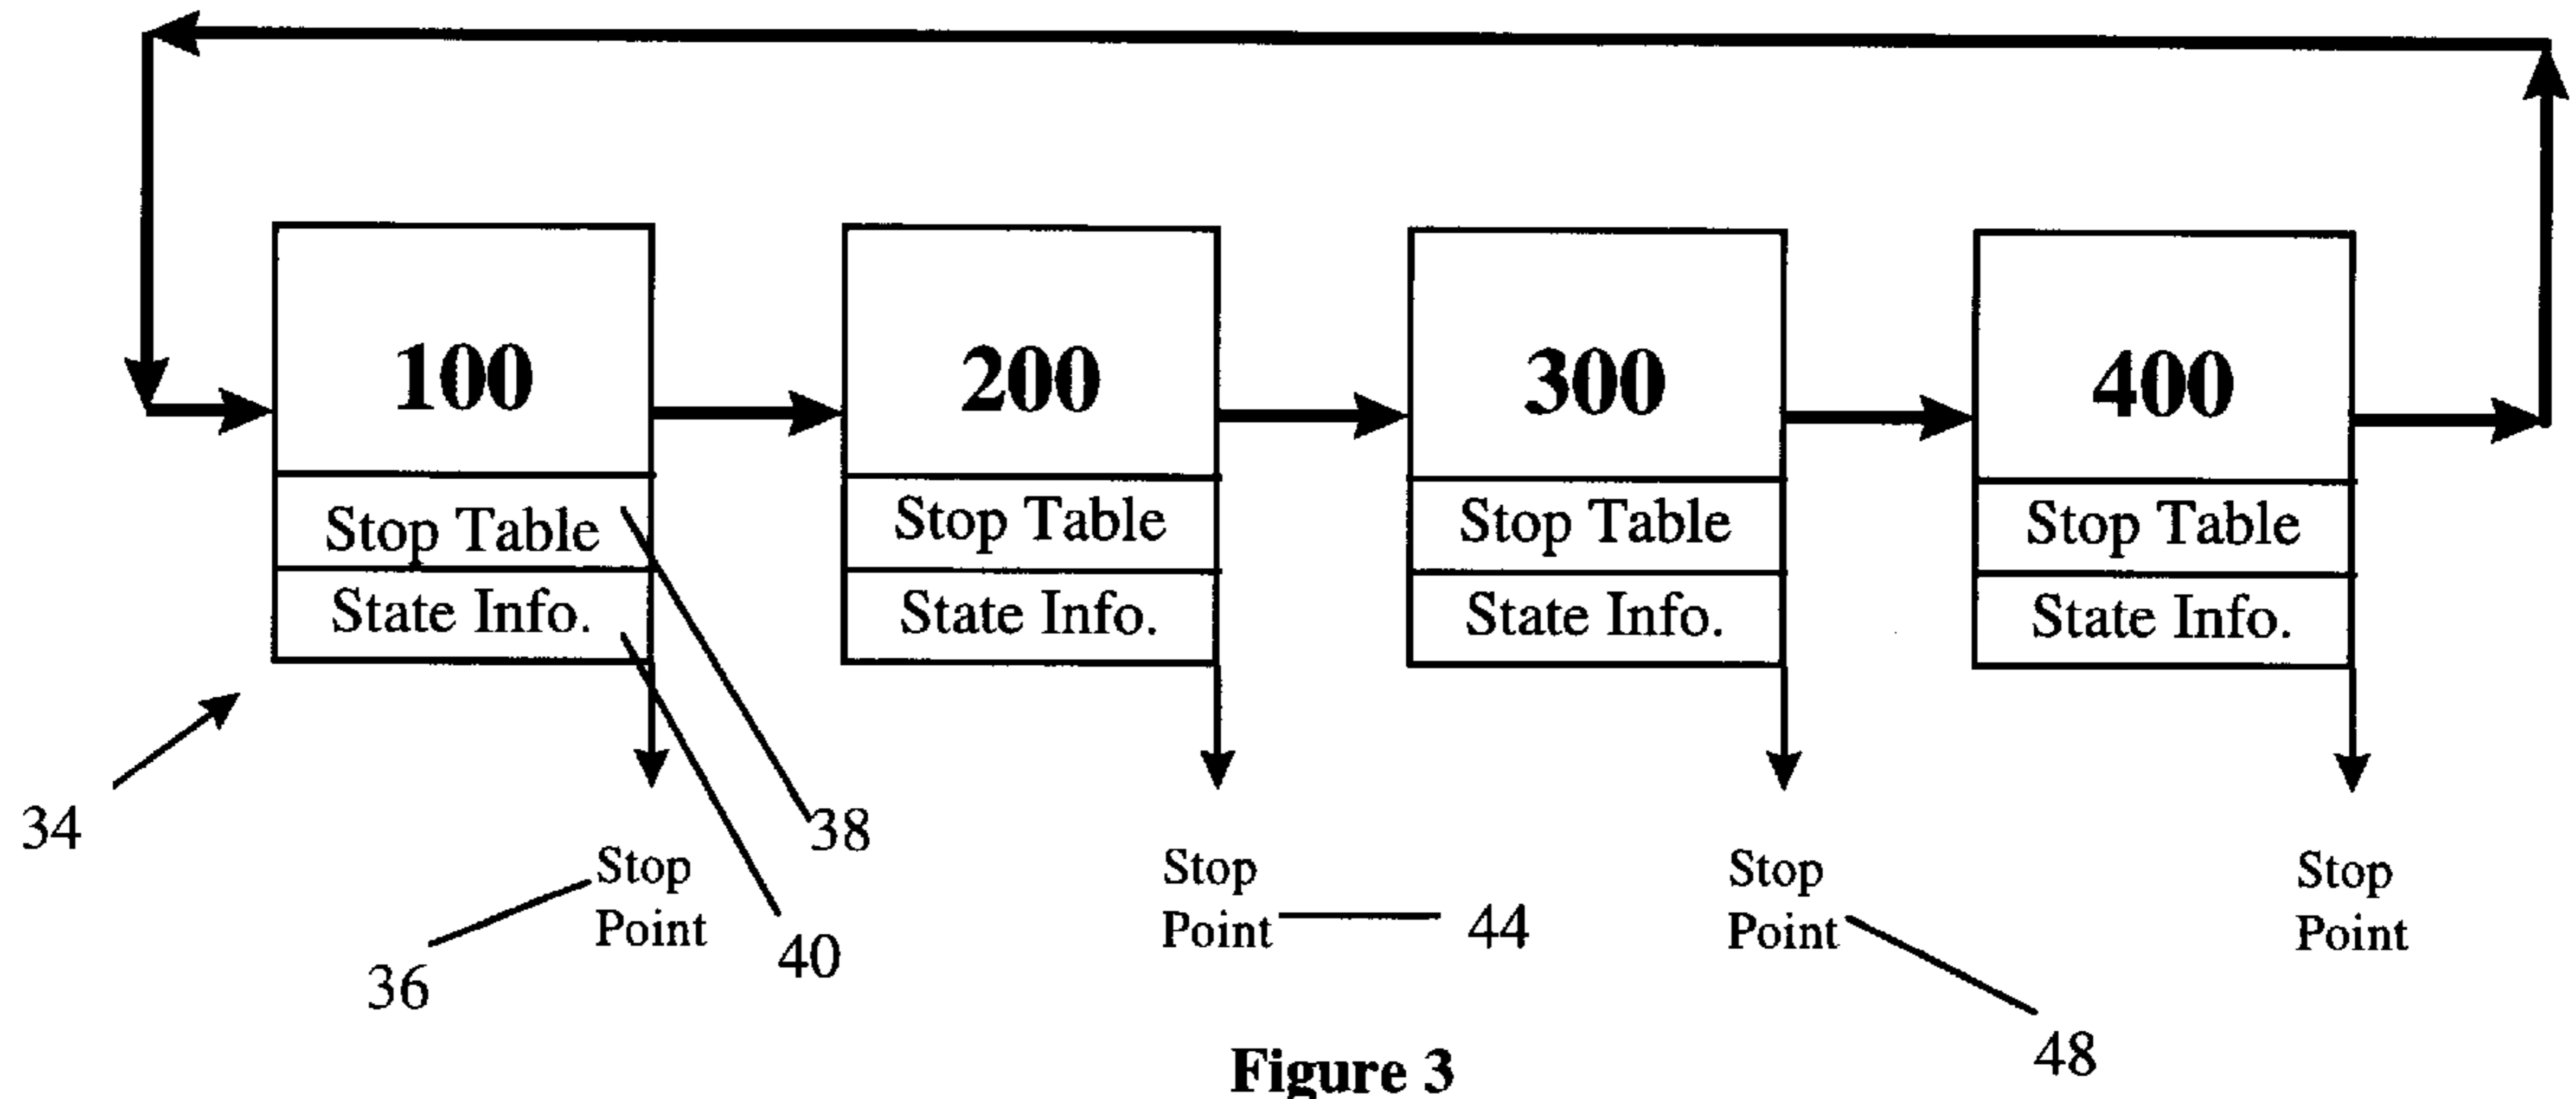 100 200 300 400
Stop Table Stop Table Stop Table Stop Table
State Info. State Info. State Info. State Info.
34
38
Stop Stop Stop Stop
Point Point 44 Point Point
40
36
48
Figure 3